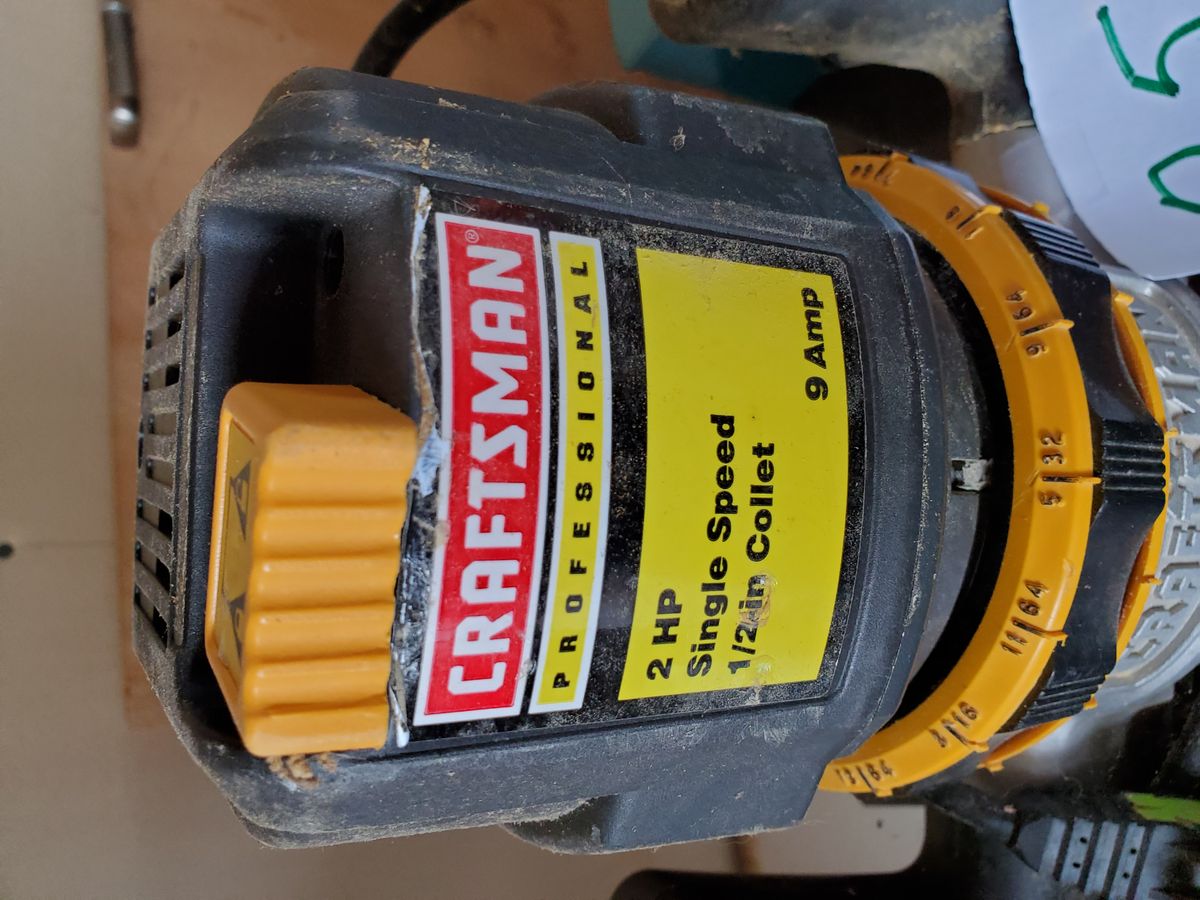 CRAFTSMAN®
PROFESSIONAL
2 HP
Single Speed
1/2-in Collet
9 Amp
9/64
5/32
11/64
3/16
13/64
05